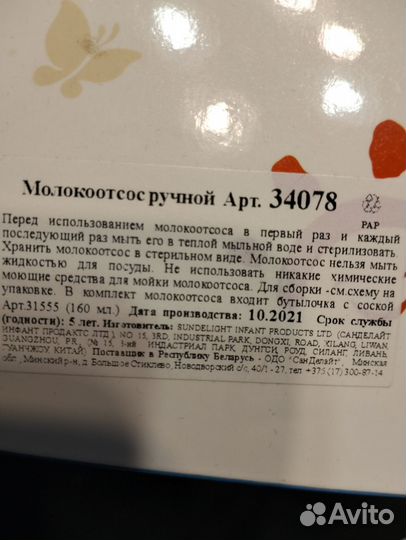 Молокоотсос ручной Арт. 34078
PAP
Перед использованием молокоотсоса в первый раз и каждый
последующий раз мыть его в теплой мыльной воде и стерилизовать.
Хранить молокоотсос в стерильном виде. Молокоотсос нельзя мыть
жидкостью для посуды. Не использовать никакие химические
моющие средства для мойки молокоотсоса. Для сборки -см.схему на
упаковке. В комплект молокоотсоса входит бутылочка с соской
Арт.31555 (160 мл.) Дата производства: 10.2021 Срок службы
(годности): 5 лет. Изготовитель: SUNDELIGHT INFANT PRODUCTS LTD (САНДЕЛАЙТ
ИНФАНТ ПРОДАКТС ЛТД.), NO 15, 3RD, INDUSTRIAL PARK, DONGXI, ROAD, XILANG, LIWAN,
GUANGZHOU, P.R., (№ 15, 3-ий ИНДАСТРИАЛ ПАРК, ДУНГСИ, РОУД, СИЛАНГ, ЛИВАНЬ,
ГУАНЧЖОУ, КИТАЙ) Поставщик в Республику Беларусь - ОДО "СанДелайт", Минская
обл., Минский р-н, д. Большое Стиклево, Новодворский с/с, 40/1 - 27, тел +375 (17) 300-87-14
Avito